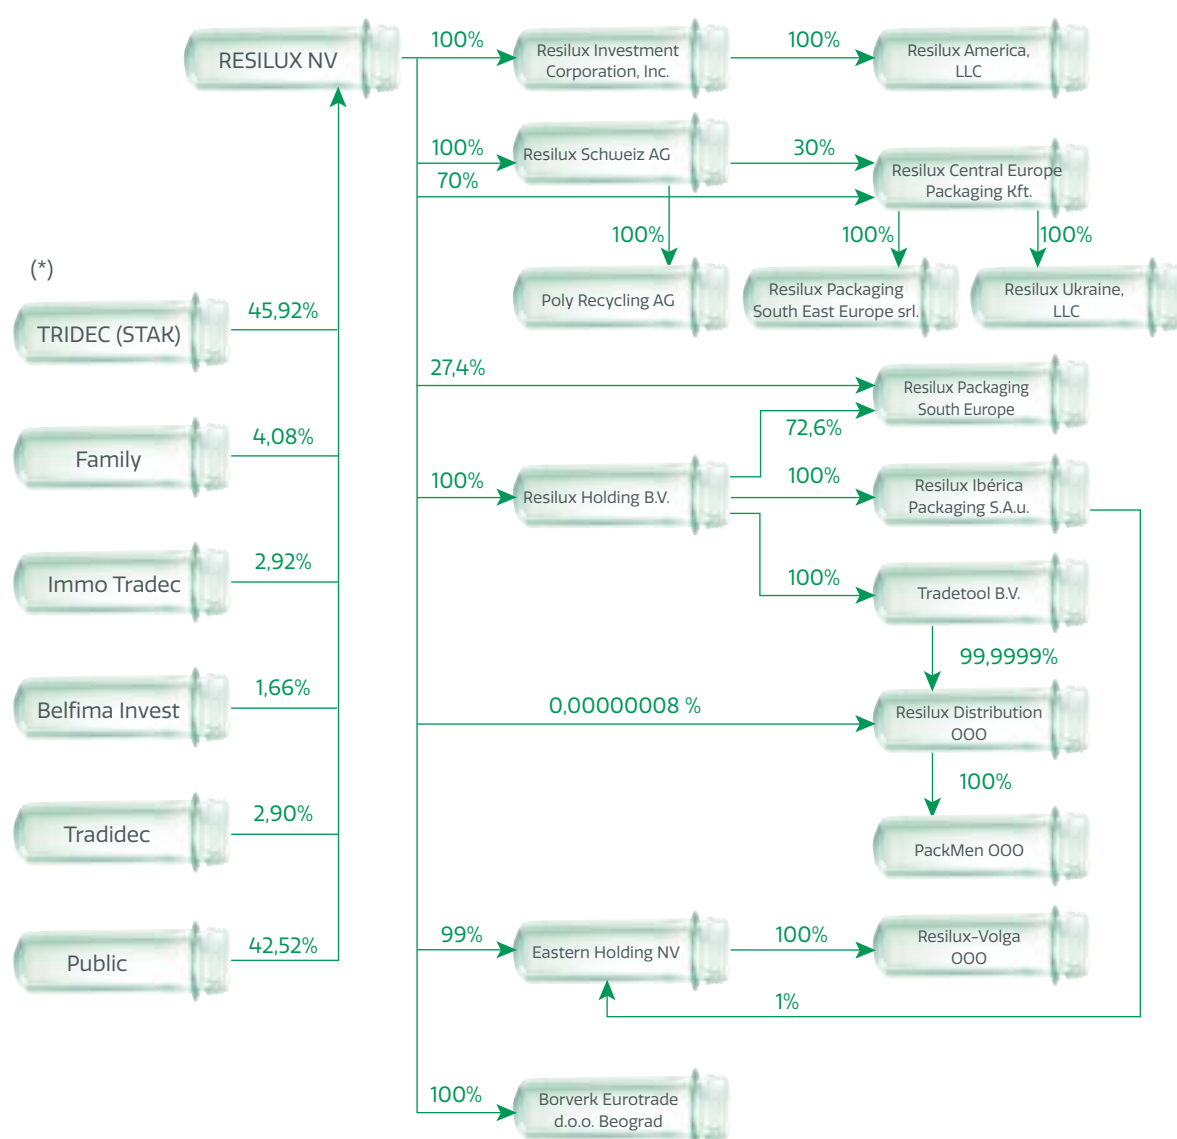 RESILUX NV
100%
Resilux Investment
Corporation, Inc.
100%
Resilux America,
LLC
100%
Resilux Schweiz AG
30%
Resilux Central Europe
Packaging Kft.
70%
100%
100%
100%
(*)
Poly Recycling AG
Resilux Packaging
South East Europe srl.
Resilux Ukraine,
LLC
TRIDEC (STAK)
45,92%
27,4%
Resilux Packaging
South Europe
72,6%
Family
4,08%
100%
Resilux Holding B.V.
100%
Resilux Ibérica
Packaging S.A.u.
Immo Tradec
2,92%
100%
Tradetool B.V.
99,9999%
Belfima Invest
1,66%
0,00000008 %
Resilux Distribution
OOO
100%
Tradidec
2,90%
PackMen OOO
Public
42,52%
99%
Eastern Holding NV
100%
Resilux-Volga
OOO
1%
100%
Borverk Eurotrade
d.o.o. Beograd